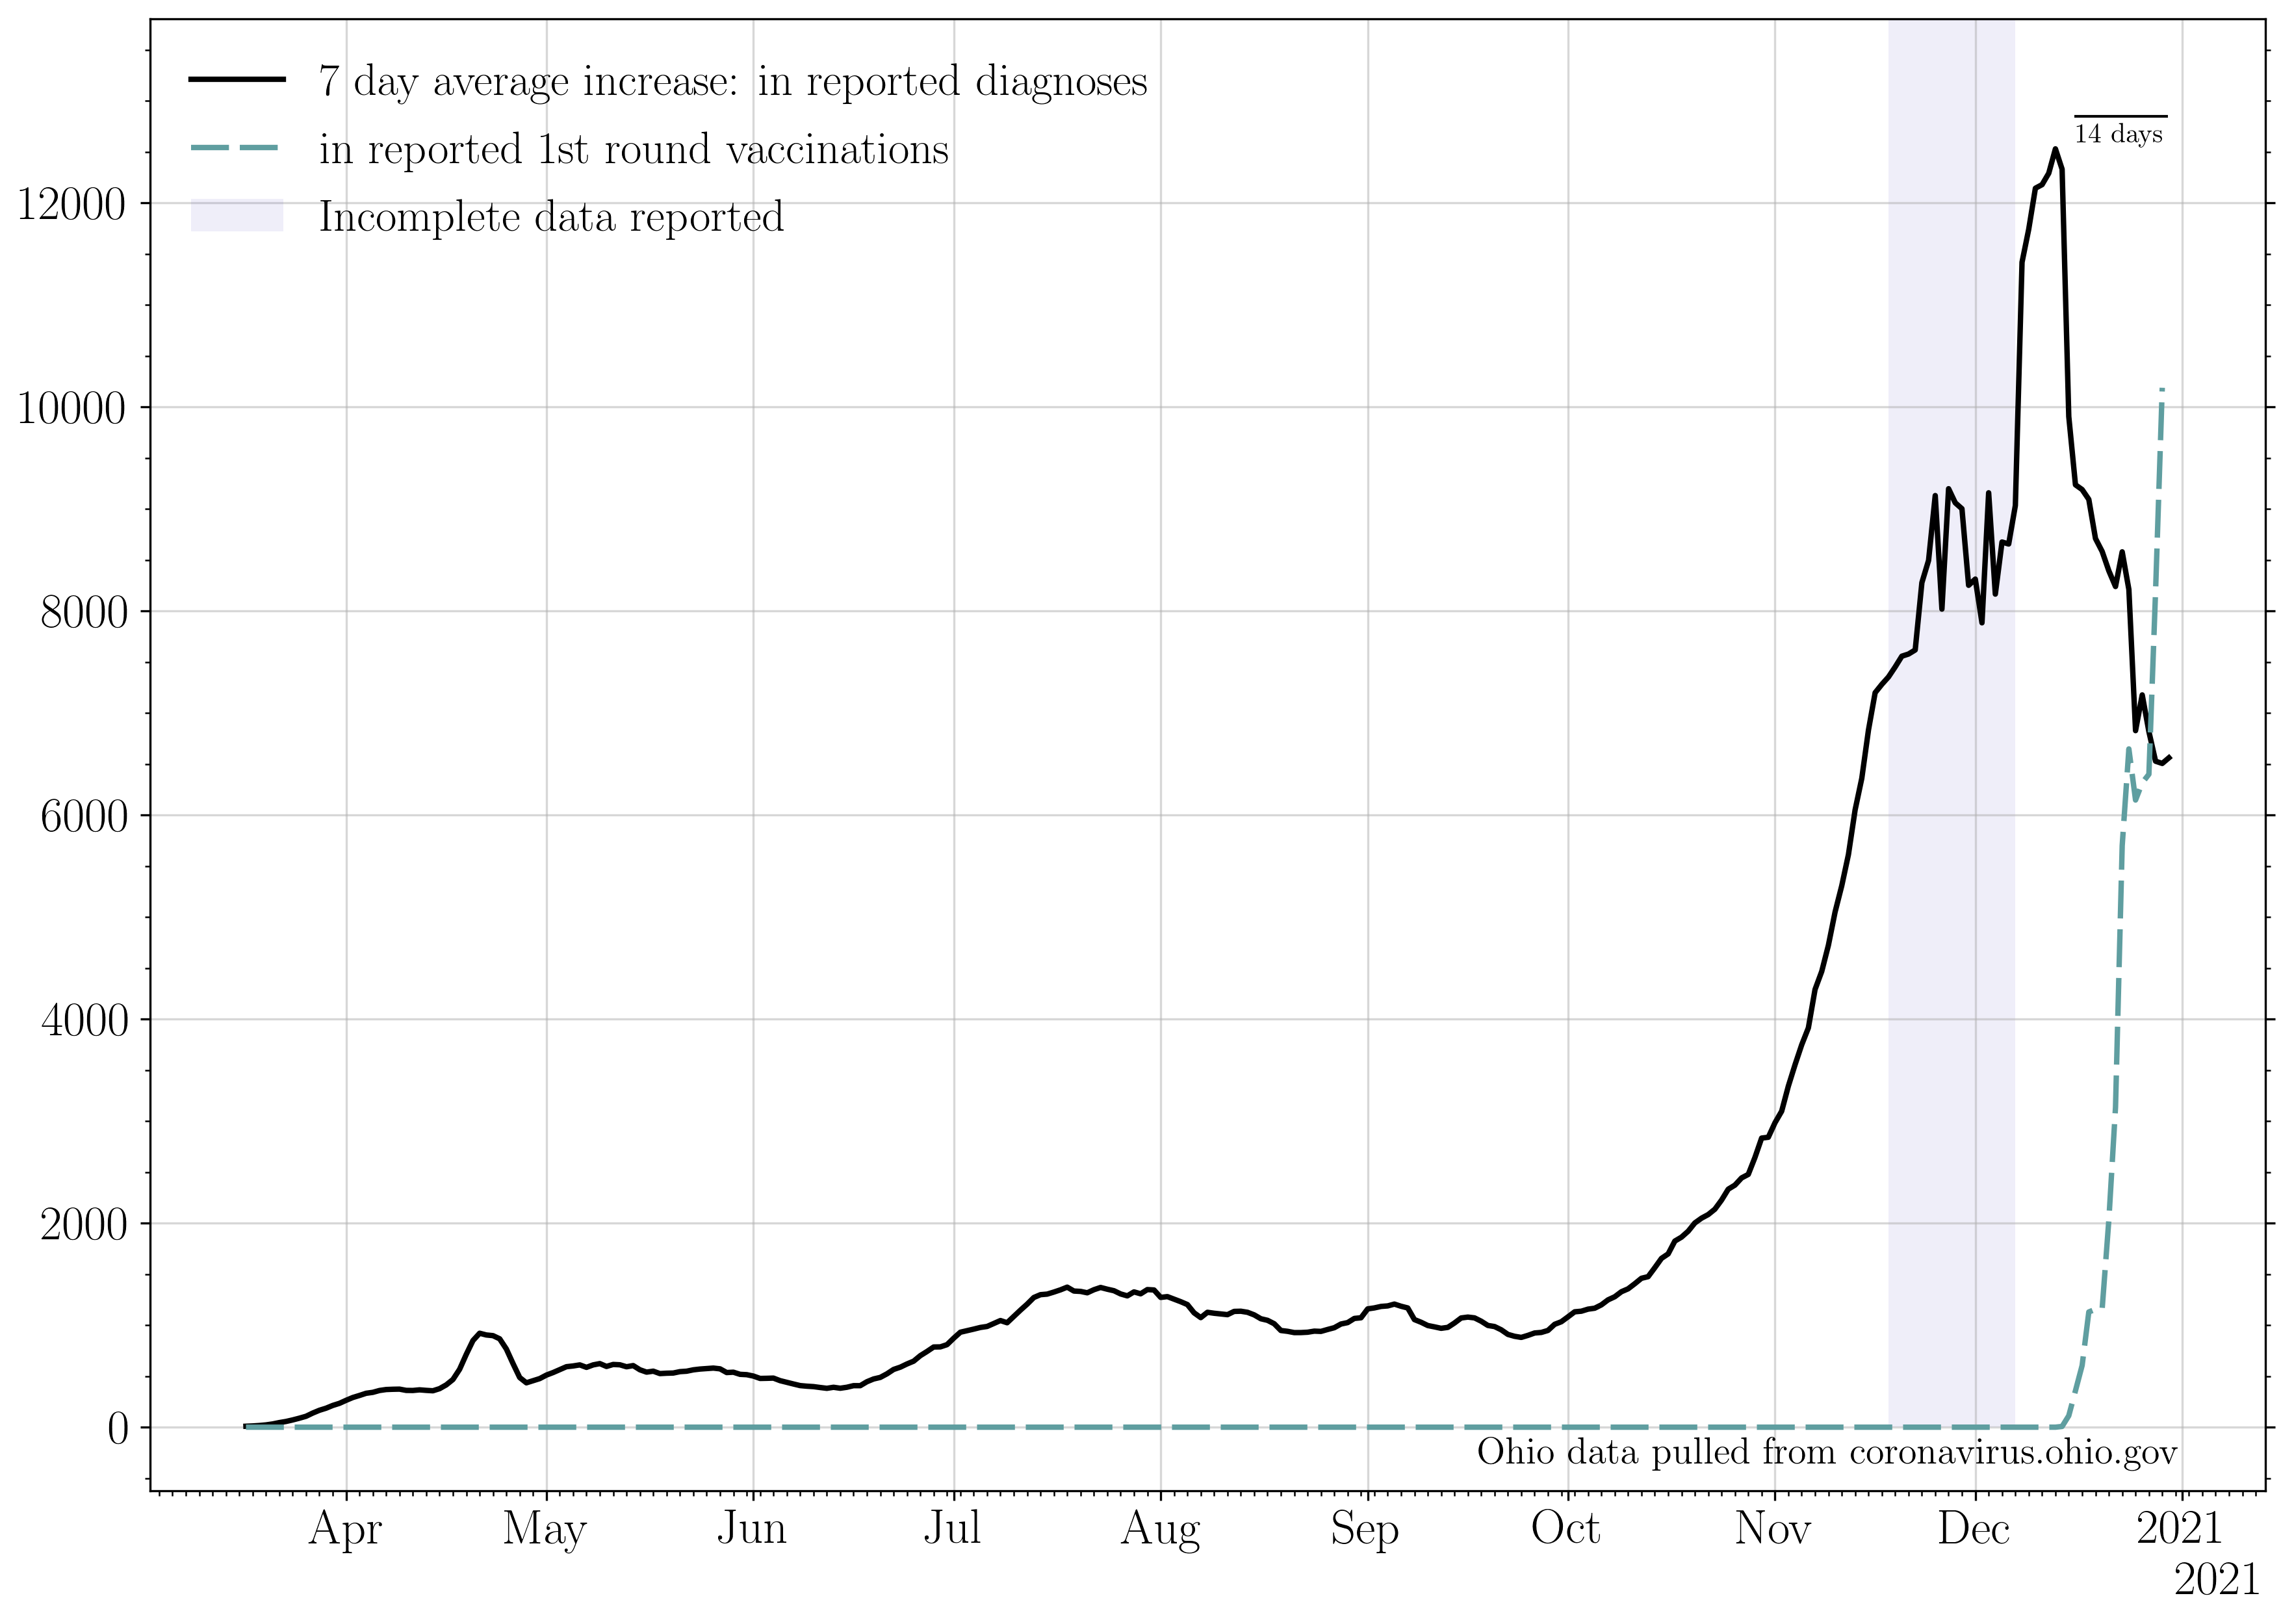 7 day average increase: in reported diagnoses
in reported 1st round vaccinations
Incomplete data reported
14 days
12000
10000
8000
6000
4000
2000
0
Ohio data pulled from coronavirus.ohio.gov
Apr May Jun Jul Aug Sep Oct Nov Dec 2021
2021